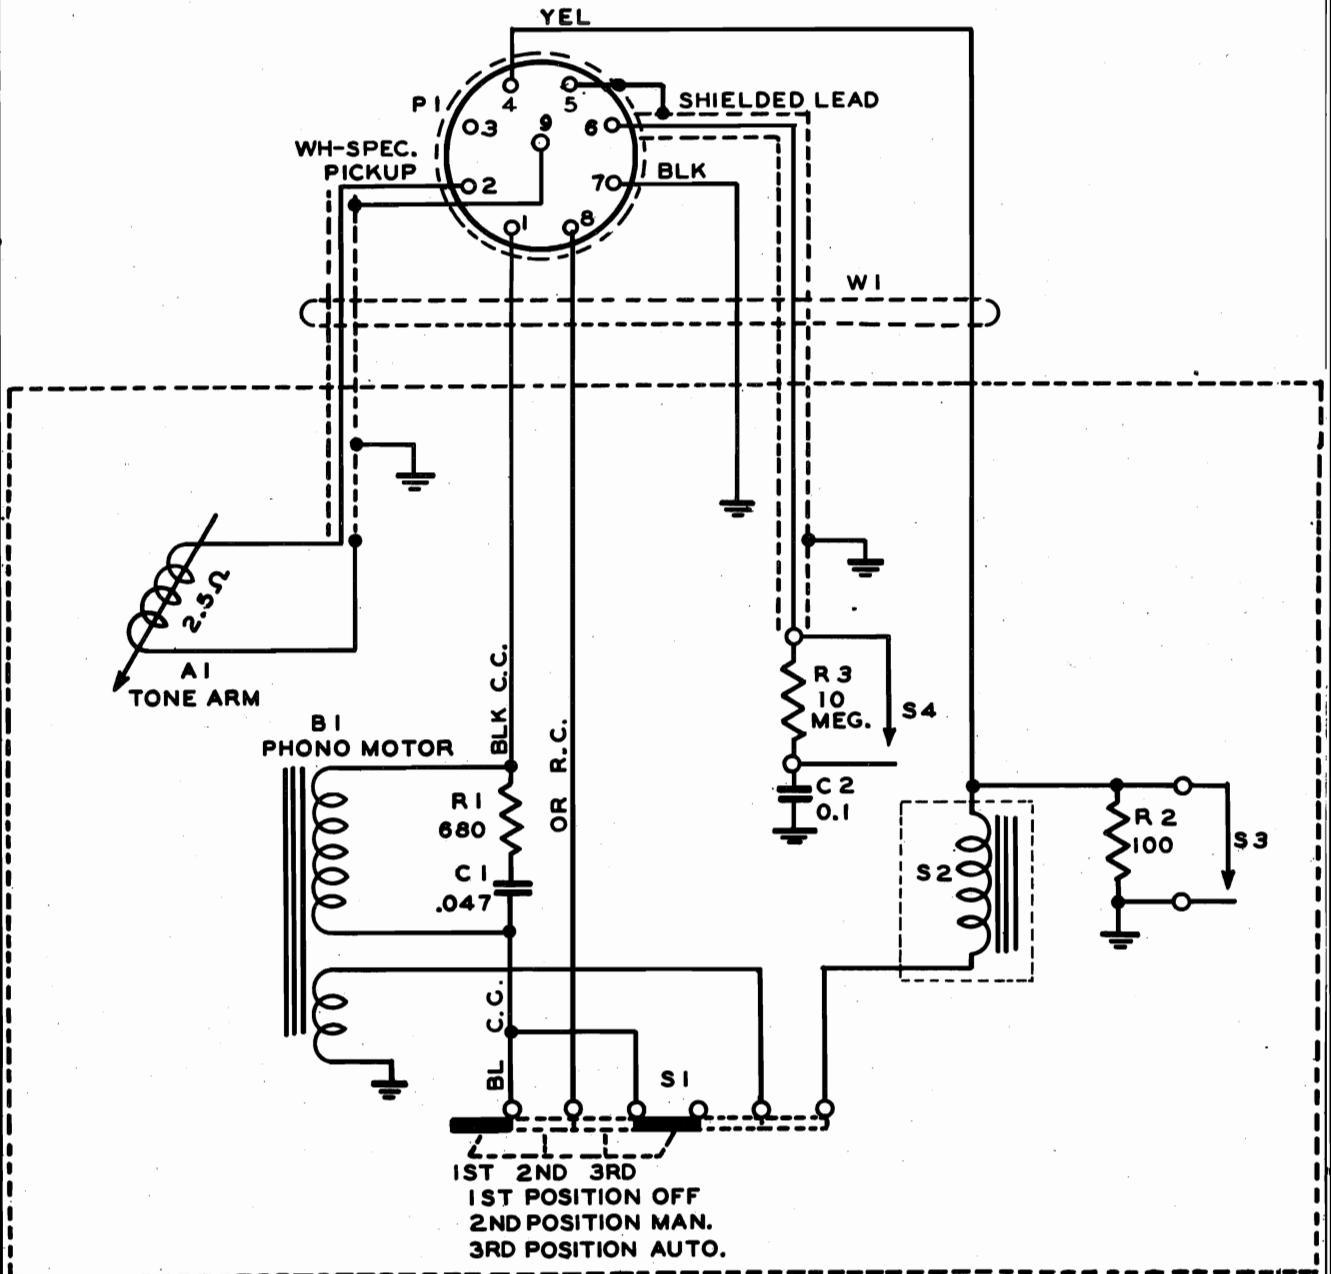 YEL
P1
4
5
SHIELDED LEAD
3
9
6
WH-SPEC.
PICKUP
2
7
BLK
1
8
W1
2.5Ω
A1
TONE ARM
BLK C.C.
OR R.C.
R3
10
MEG.
S4
B1
PHONO MOTOR
R1
680
C2
0.1
C1
.047
S2
R2
100
S3
BL C.C.
S1
1ST 2ND 3RD
1ST POSITION OFF
2ND POSITION MAN.
3RD POSITION AUTO.